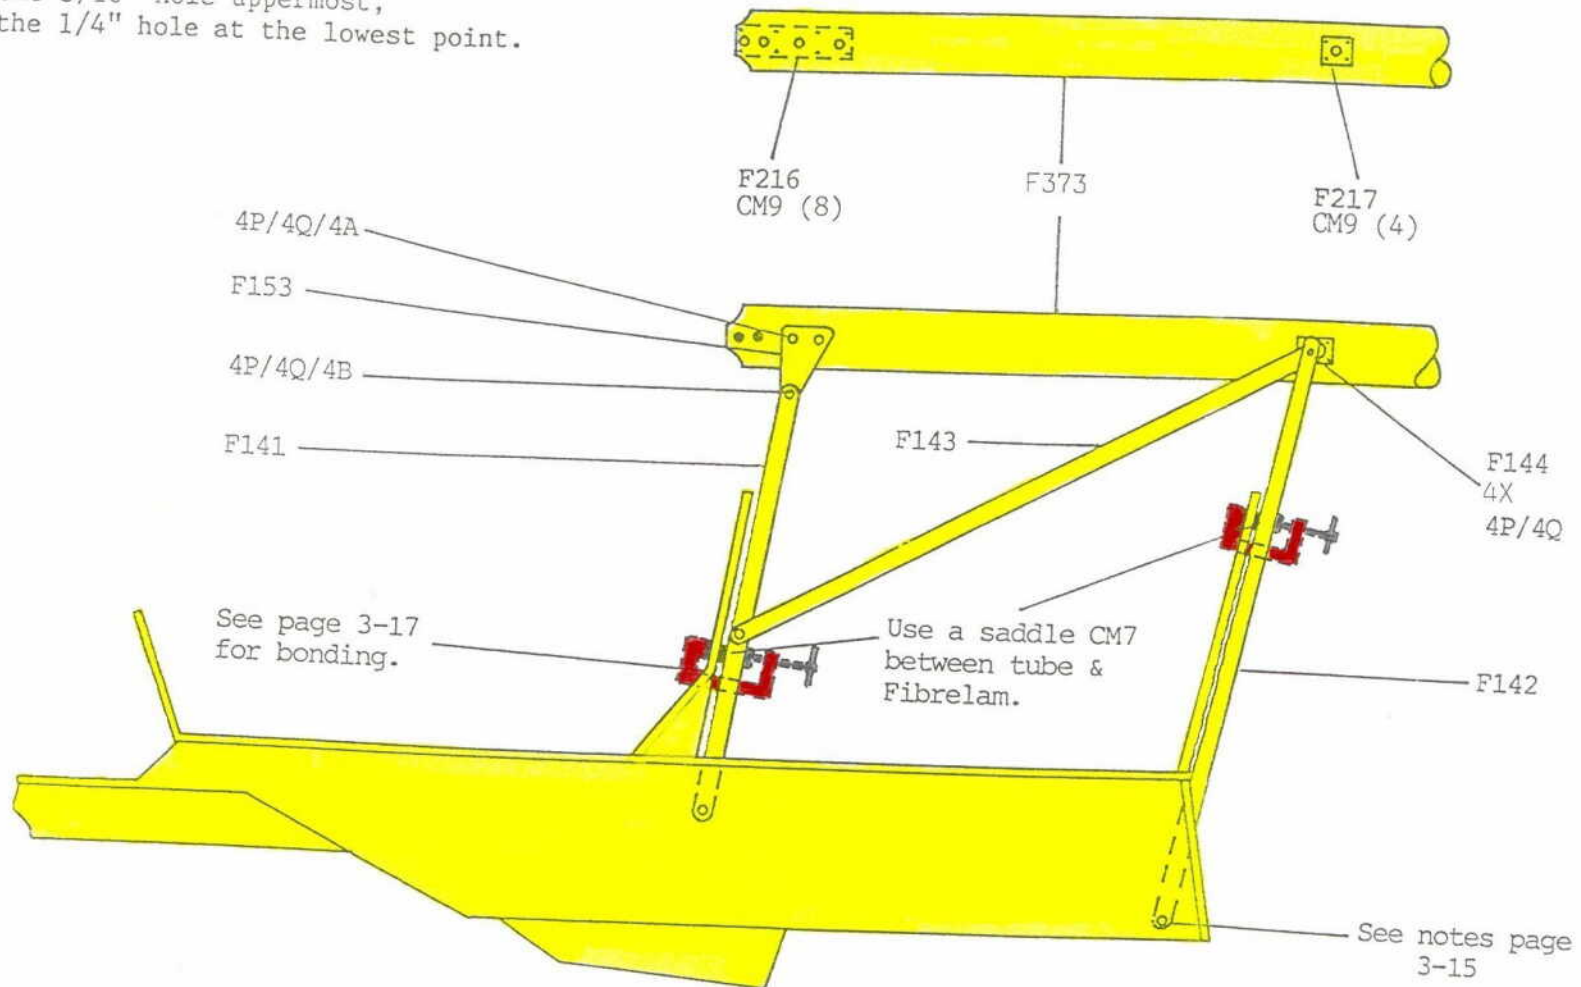 the 1/4" hole at the lowest point.
F216
CM9 (8)
F373
F217
CM9 (4)
4P/4Q/4A
F153
4P/4Q/4B
F141
F143
F144
4X
4P/4Q
See page 3-17
for bonding.
Use a saddle CM7
between tube &
Fibrelam.
F142
See notes page
3-15